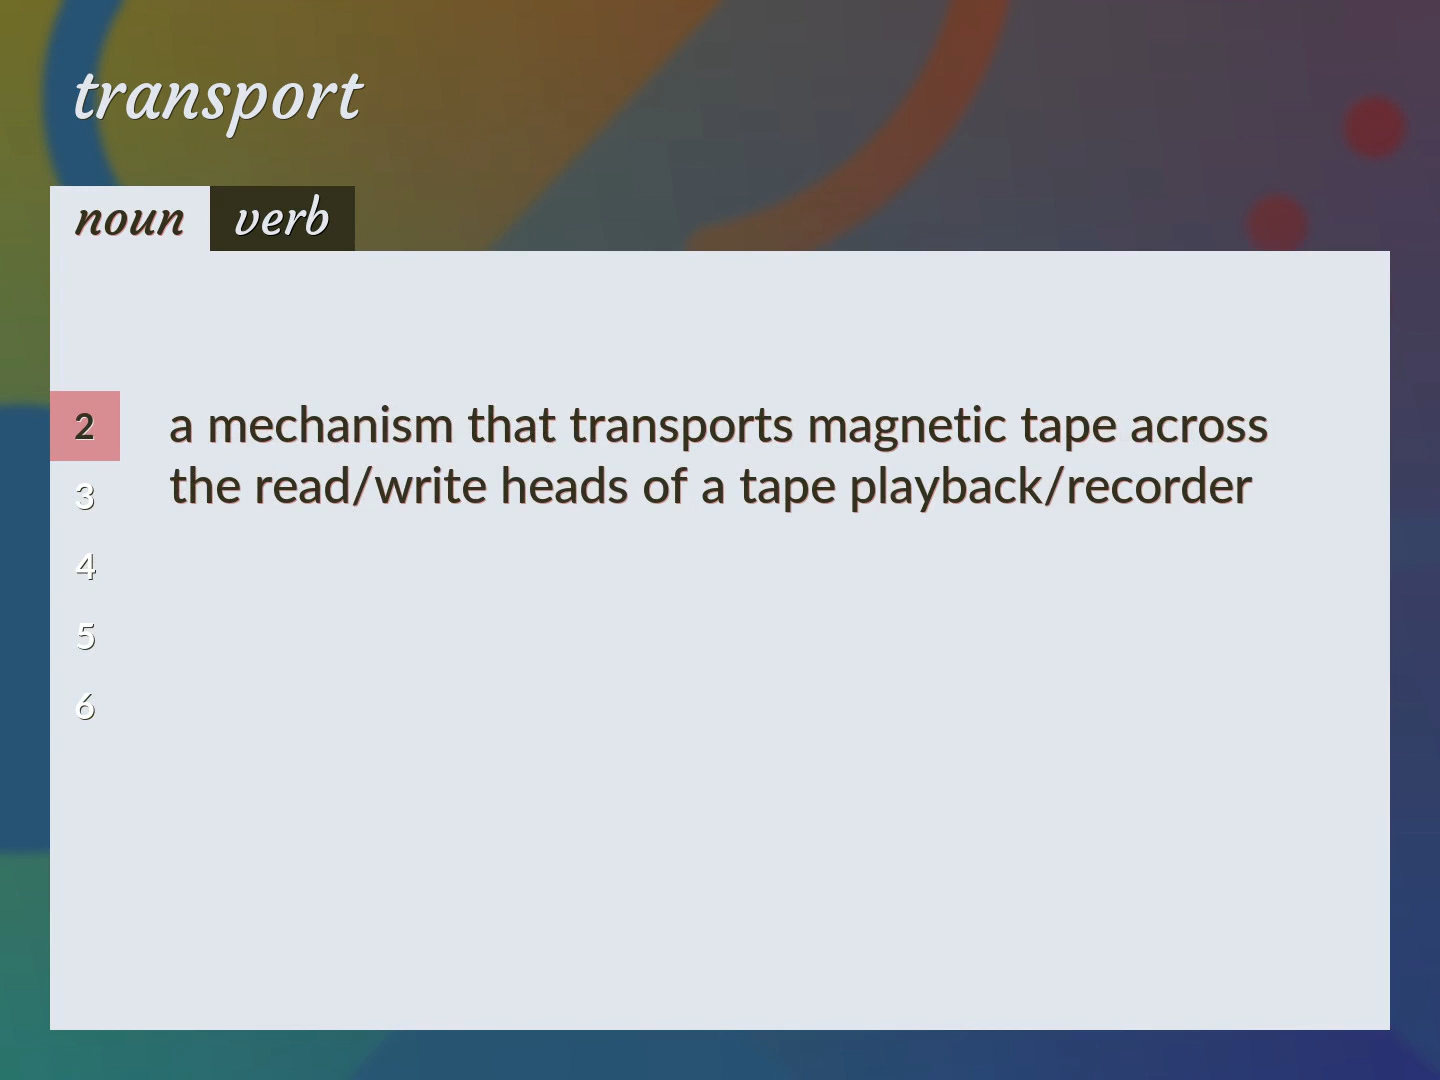 transport
noun verb
2 a mechanism that transports magnetic tape across
3 the read/write heads of a tape playback/recorder
4
5
6